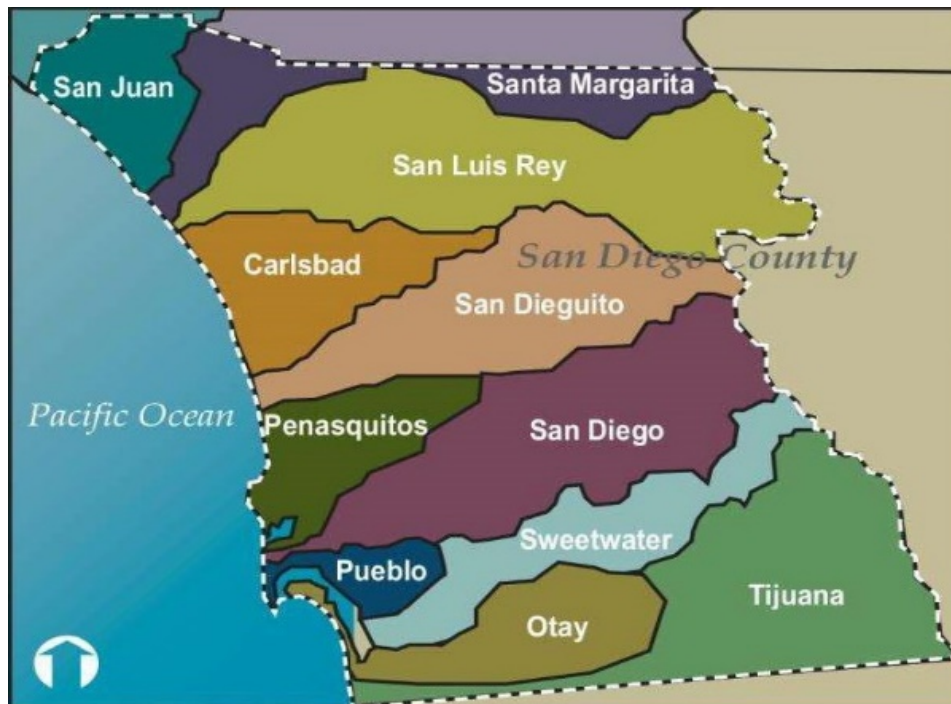 San Juan
Santa Margarita
San Luis Rey
Carlsbad
San Diego County
San Dieguito
Pacific Ocean
Penasquitos
San Diego
Sweetwater
Pueblo
Tijuana
Otay